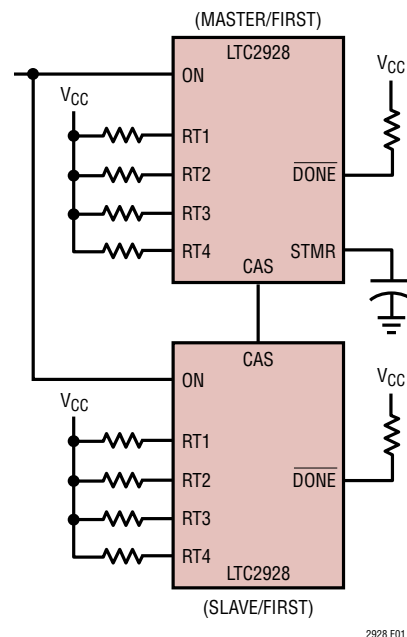 (MASTER/FIRST)
LTC2928
ON
VCC
VCC
RT1
RT2
DONE
RT3
RT4
STMR
CAS
CAS
ON
VCC
VCC
RT1
RT2
DONE
RT3
RT4
LTC2928
(SLAVE/FIRST)
2928 F01